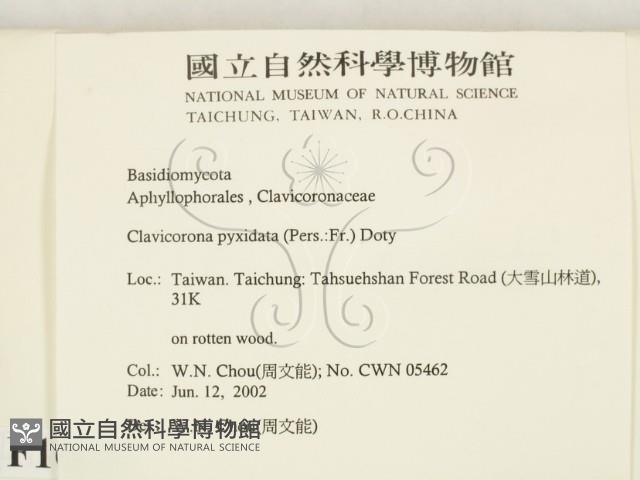 國立自然科學博物館
NATIONAL MUSEUM OF NATURAL SCIENCE
TAICHUNG, TAIWAN, R.O.CHINA
Basidiomycota
Aphyllophorales , Clavicoronaceae
Clavicorona pyxidata (Pers.:Fr.) Doty
Loc.: Taiwan. Taichung: Tahsuehshan Forest Road (大雪山林道),
31K
on rotten wood.
Col.: W.N. Chou(周文能); No. CWN 05462
Date: Jun. 12, 2002
(周文能)
國立自然科學博物館
NATIONAL MUSEUM OF NATURAL SCIENCE